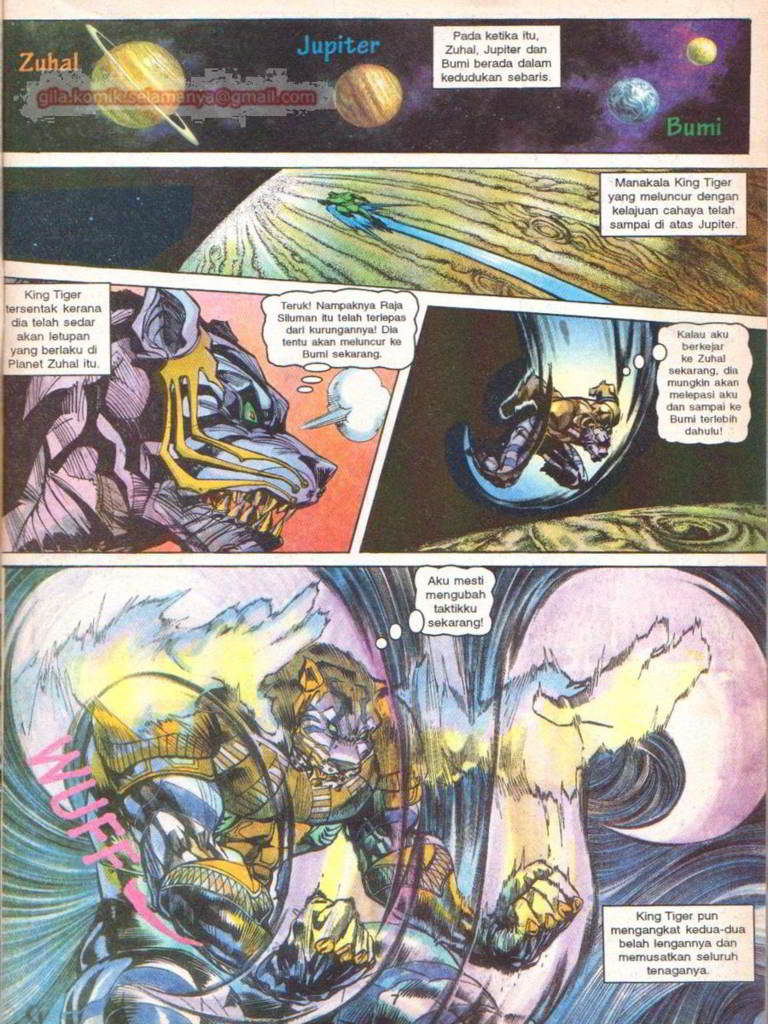 Zuhal
Jupiter
Pada ketika itu,
Zuhal, Jupiter dan
Bumi berada dalam
kedudukan sebaris.
gila.komik.selamanya@gmail.com
Bumi
Manakala King Tiger
yang meluncur dengan
kelajuan cahaya telah
sampai di atas Jupiter.
King Tiger
tersentak kerana
dia telah sedar
akan letupan
yang berlaku di
Planet Zuhal itu.
Teruk! Nampaknya Raja
Siluman itu telah terlepas
dari kurungannya! Dia
tentu akan meluncur ke
Bumi sekarang.
Kalau aku
berkejar
ke Zuhal
sekarang, dia
mungkin akan
melepasi aku
dan sampai ke
Bumi terlebih
dahulu!
Aku mesti
mengubah
taktikku
sekarang!
WUFF
King Tiger pun
mengangkat kedua-dua
belah lengannya dan
memusatkan seluruh
tenaganya.